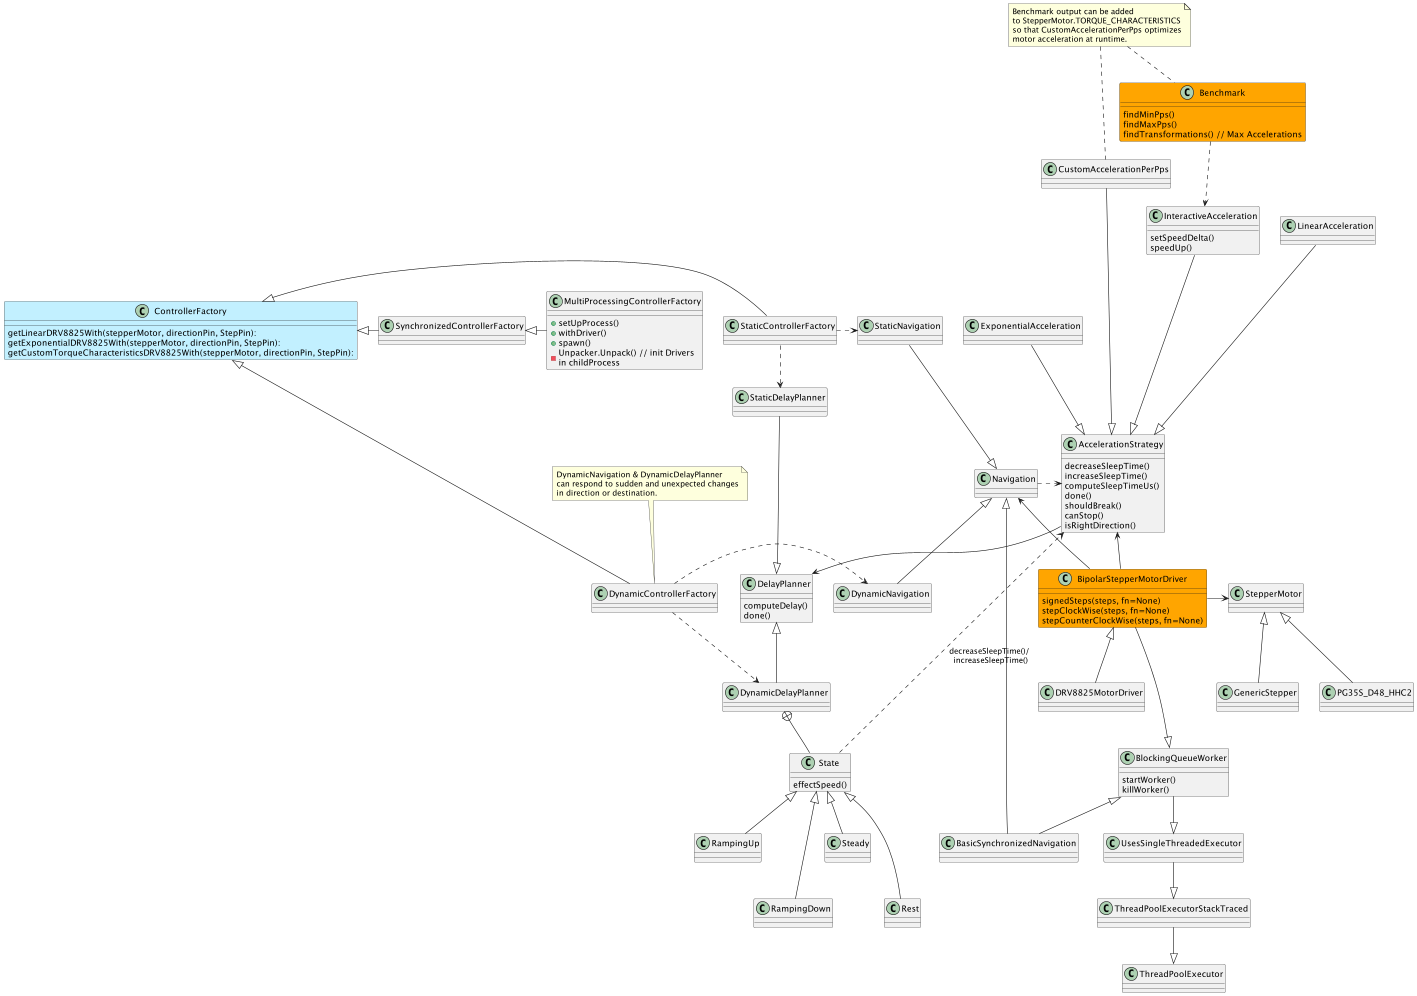 Benchmark output can be added
to StepperMotor.TORQUE_CHARACTERISTICS
so that CustomAccelerationPerPps optimizes
motor acceleration at runtime.
C Benchmark
findMinPps()
findMaxPps()
findTransformations() // Max Accelerations
C CustomAccelerationPerPps
C InteractiveAcceleration
setSpeedDelta()
speedUp()
C LinearAcceleration
C ControllerFactory
getLinearDRV8825With(stepperMotor, directionPin, StepPin):
getExponentialDRV8825With(stepperMotor, directionPin, StepPin):
getCustomTorqueCharacteristicsDRV8825With(stepperMotor, directionPin, StepPin):
C SynchronizedControllerFactory
C MultiProcessingControllerFactory
setUpProcess()
withDriver()
spawn()
Unpacker.Unpack() // init Drivers
in childProcess
C StaticControllerFactory
C StaticNavigation
C ExponentialAcceleration
C StaticDelayPlanner
C AccelerationStrategy
decreaseSleepTime()
increaseSleepTime()
computeSleepTimeUs()
done()
shouldBreak()
canStop()
isRightDirection()
DynamicNavigation & DynamicDelayPlanner
can respond to sudden and unexpected changes
in direction or destination.
C Navigation
C DynamicControllerFactory
C DelayPlanner
computeDelay()
done()
C DynamicNavigation
C BipolarStepperMotorDriver
signedSteps(steps, fn=None)
stepClockWise(steps, fn=None)
stepCounterClockWise(steps, fn=None)
C StepperMotor
decreaseSleepTime()/
increaseSleepTime()
C DynamicDelayPlanner
C DRV8825MotorDriver
C GenericStepper
C PG35S_D48_HHC2
C State
effectSpeed()
C BlockingQueueWorker
startWorker()
killWorker()
C RampingUp
C Steady
C BasicSynchronizedNavigation
C UsesSingleThreadedExecutor
C RampingDown
C Rest
C ThreadPoolExecutorStackTraced
C ThreadPoolExecutor